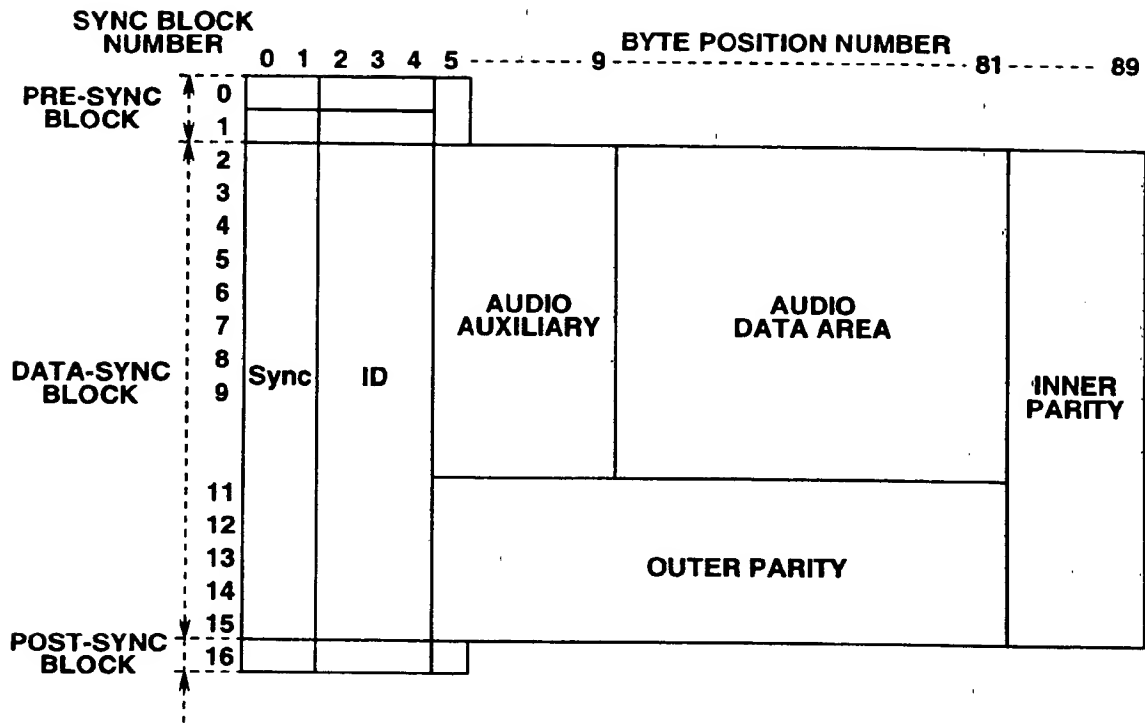 SYNC BLOCK
NUMBER
BYTE POSITION NUMBER
0 1 2 3 4 5 9 81 89
PRE-SYNC
BLOCK
0
1
DATA-SYNC
BLOCK
2
3
4
5
6
7
8
9
11
12
13
14
15
Sync
ID
AUDIO
AUXILIARY
AUDIO
DATA AREA
INNER
PARITY
OUTER PARITY
POST-SYNC
BLOCK
16